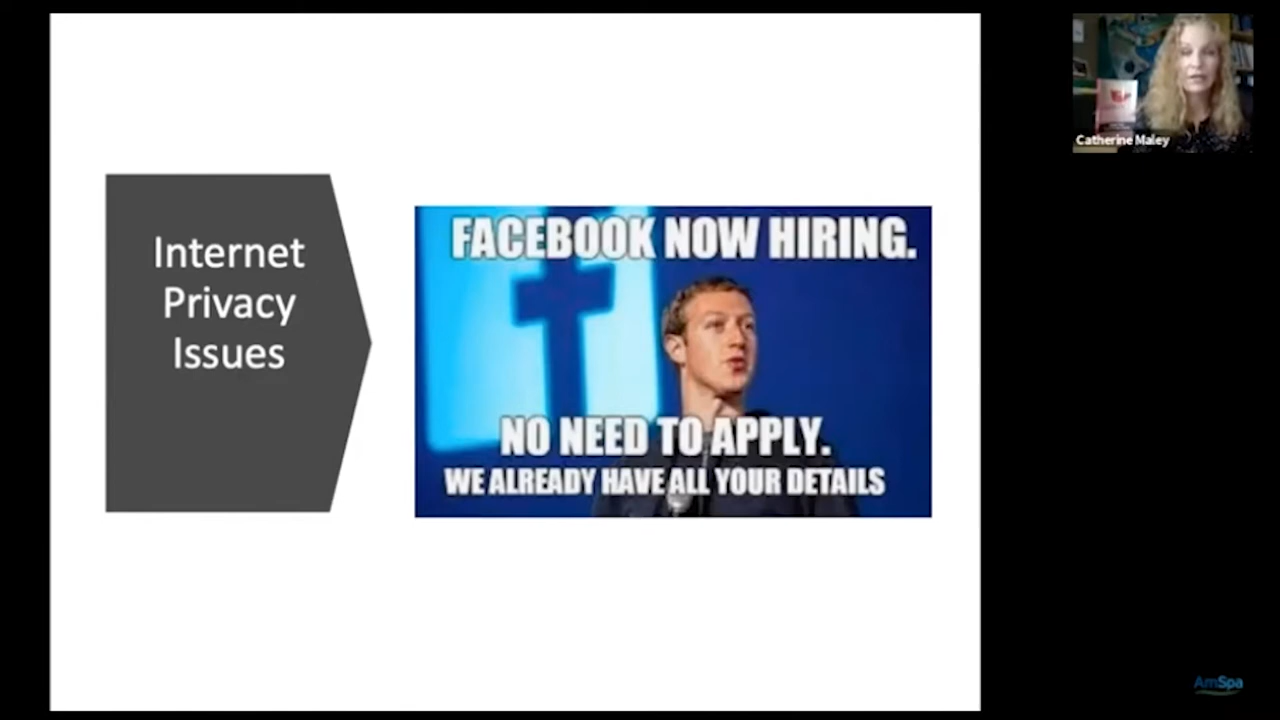 Internet
Privacy
Issues
FACEBOOK NOW HIRING.
NO NEED TO APPLY.
WE ALREADY HAVE ALL YOUR DETAILS
Catherine Maley
AmSpa